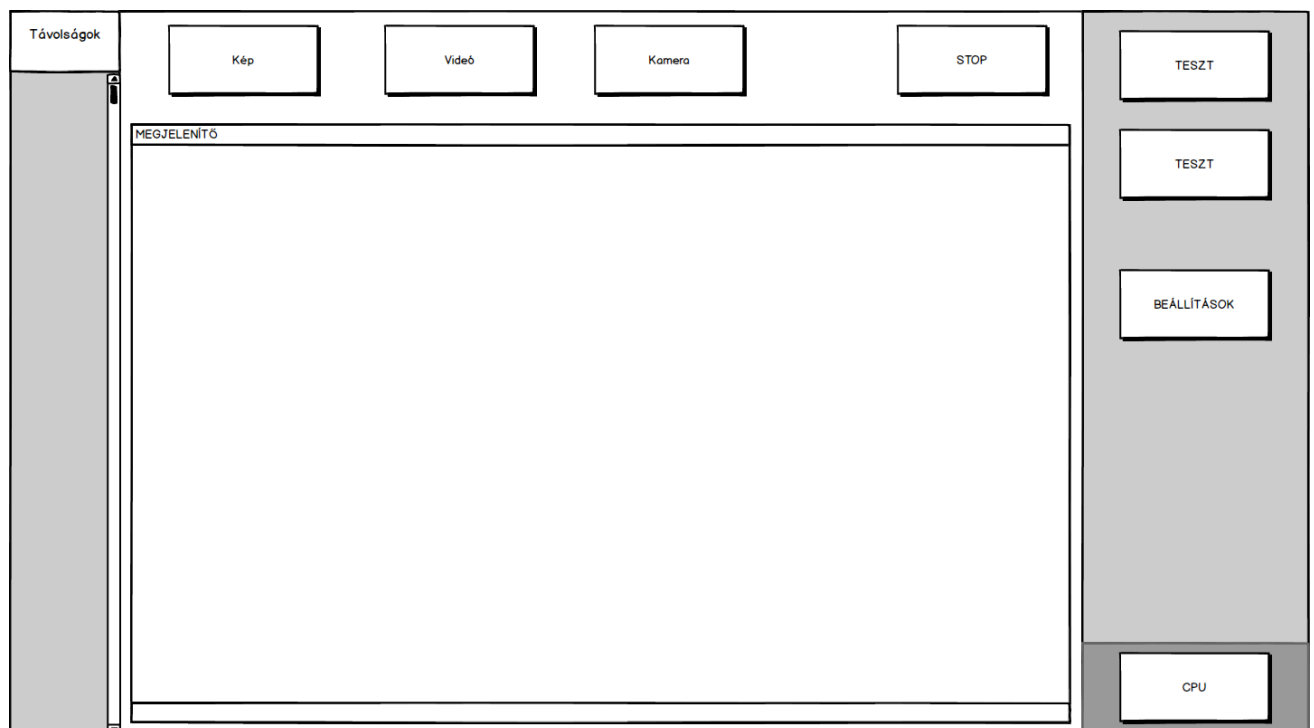 Távolságok
Kép
Videó
Kamera
STOP
TESZT
MEGJELENÍTŐ
TESZT
BEÁLLÍTÁSOK
CPU